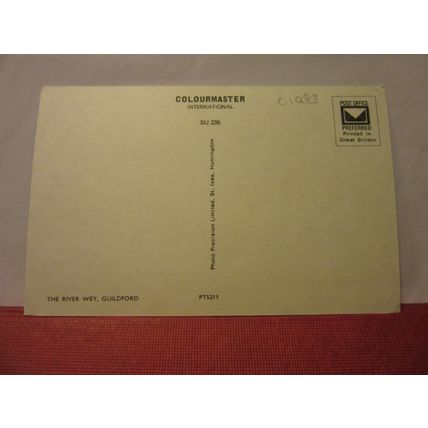 COLOURMASTER
INTERNATIONAL
SU 235
C1983
POST OFFICE
PREFERRED
Printed in
Great Britain
Photo Precision Limited, St. Ives, Huntingdon
THE RIVER WEY, GUILDFORD
PT5211